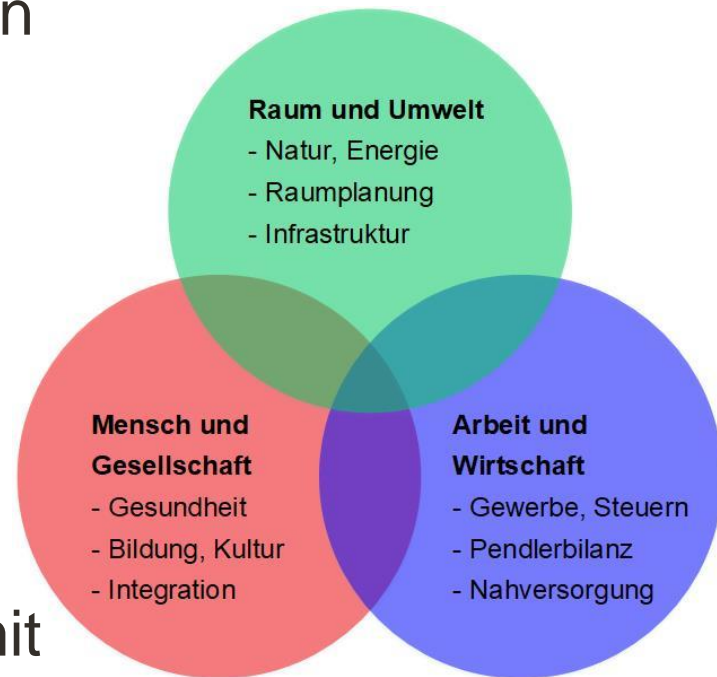 n
Raum und Umwelt
- Natur, Energie
- Raumplanung
- Infrastruktur
Mensch und
Gesellschaft
- Gesundheit
- Bildung, Kultur
- Integration
Arbeit und
Wirtschaft
- Gewerbe, Steuern
- Pendlerbilanz
- Nahversorgung
nit